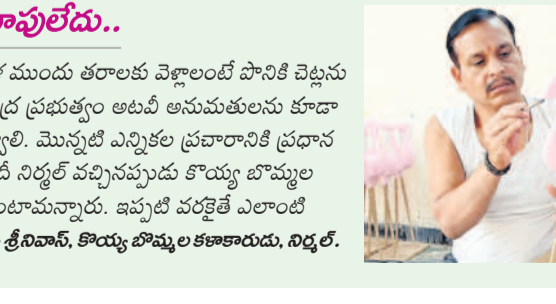 ముందు తరాలకు వెళ్లాలంటే పొనికి చెట్లను
ప్రభుత్వం అటవీ అనుమతులను కూడా
మొన్నటి ఎన్నికల ప్రచారానికి ప్రధాన
నిర్మల్ వచ్చినప్పుడు కొయ్య బొమ్మల
ఇప్పటి వరకైతే ఎలాంటి
శ్రీనివాస్, కొయ్య బొమ్మల కళాకారుడు, నిర్మల్.